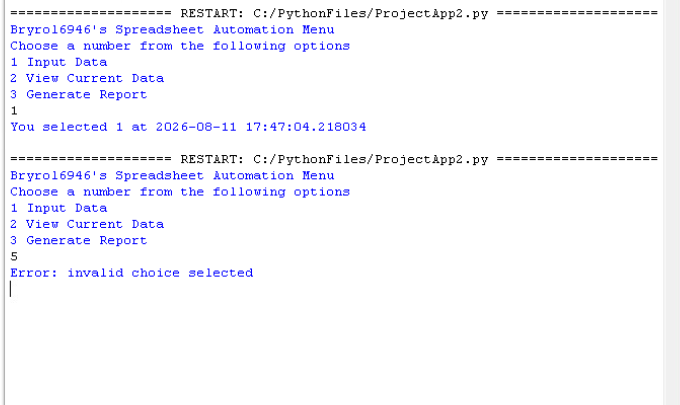 ==================== RESTART: C:/PythonFiles/ProjectApp2.py ====================
Bryrol6946's Spreadsheet Automation Menu
Choose a number from the following options
1 Input Data
2 View Current Data
3 Generate Report
1
You selected 1 at 2026-08-11 17:47:04.218034
==================== RESTART: C:/PythonFiles/ProjectApp2.py ====================
Bryrol6946's Spreadsheet Automation Menu
Choose a number from the following options
1 Input Data
2 View Current Data
3 Generate Report
5
Error: invalid choice selected